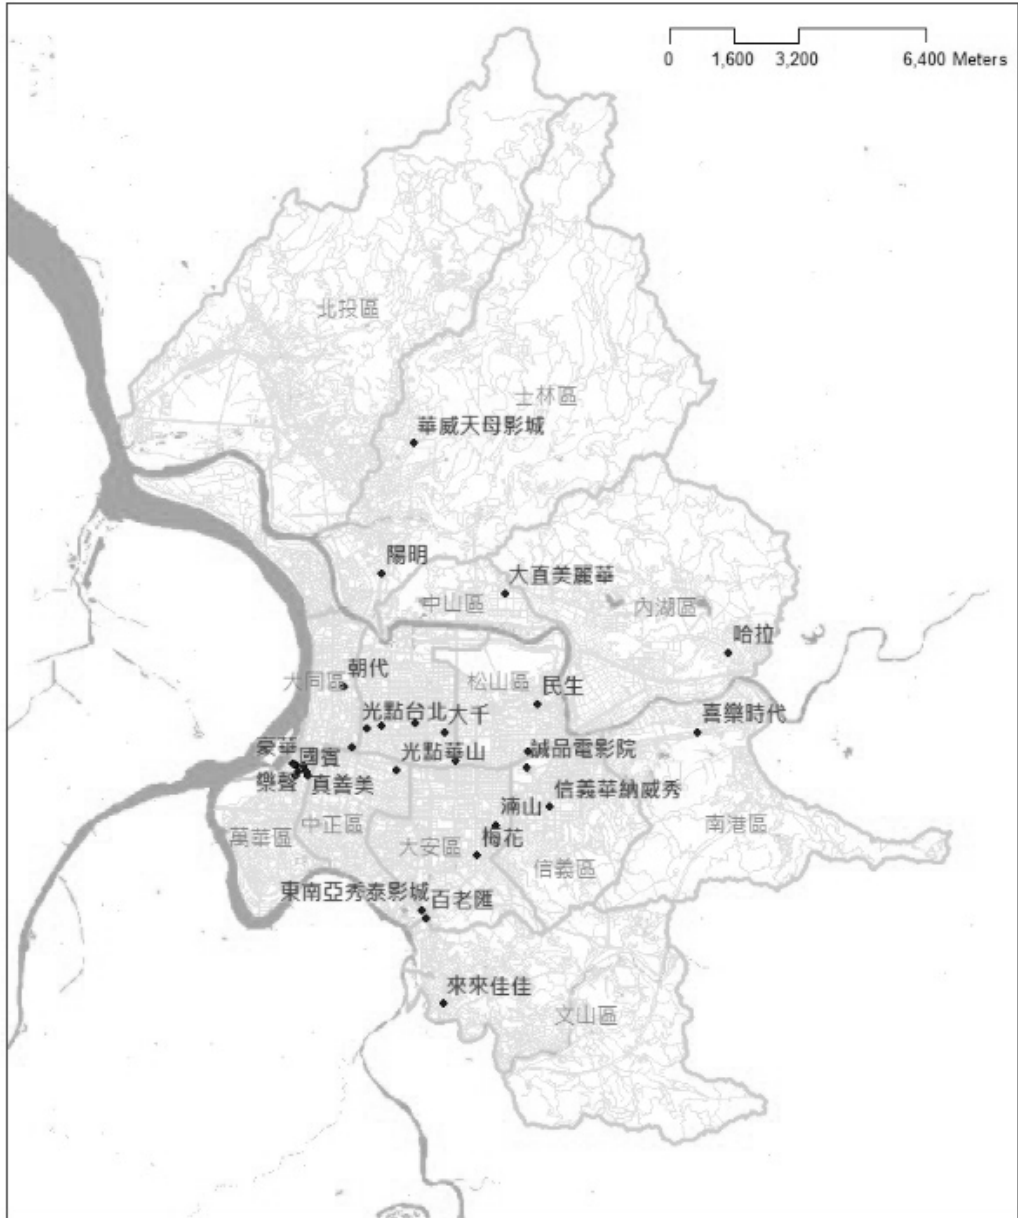 0 1,600 3,200 6,400 Meters
北投區
士林區
華威天母影城
陽明
大直美麗華
中山區
內湖區
哈拉
朝代
大同區
松山區
民生
光點台北
大千
喜樂時代
豪華
國賓
光點華山
誠品電影院
樂聲
真善美
信義華納威秀
湳山
萬華區
中正區
大安區
梅花
信義區
南港區
東南亞秀泰影城
百老匯
來來佳佳
文山區